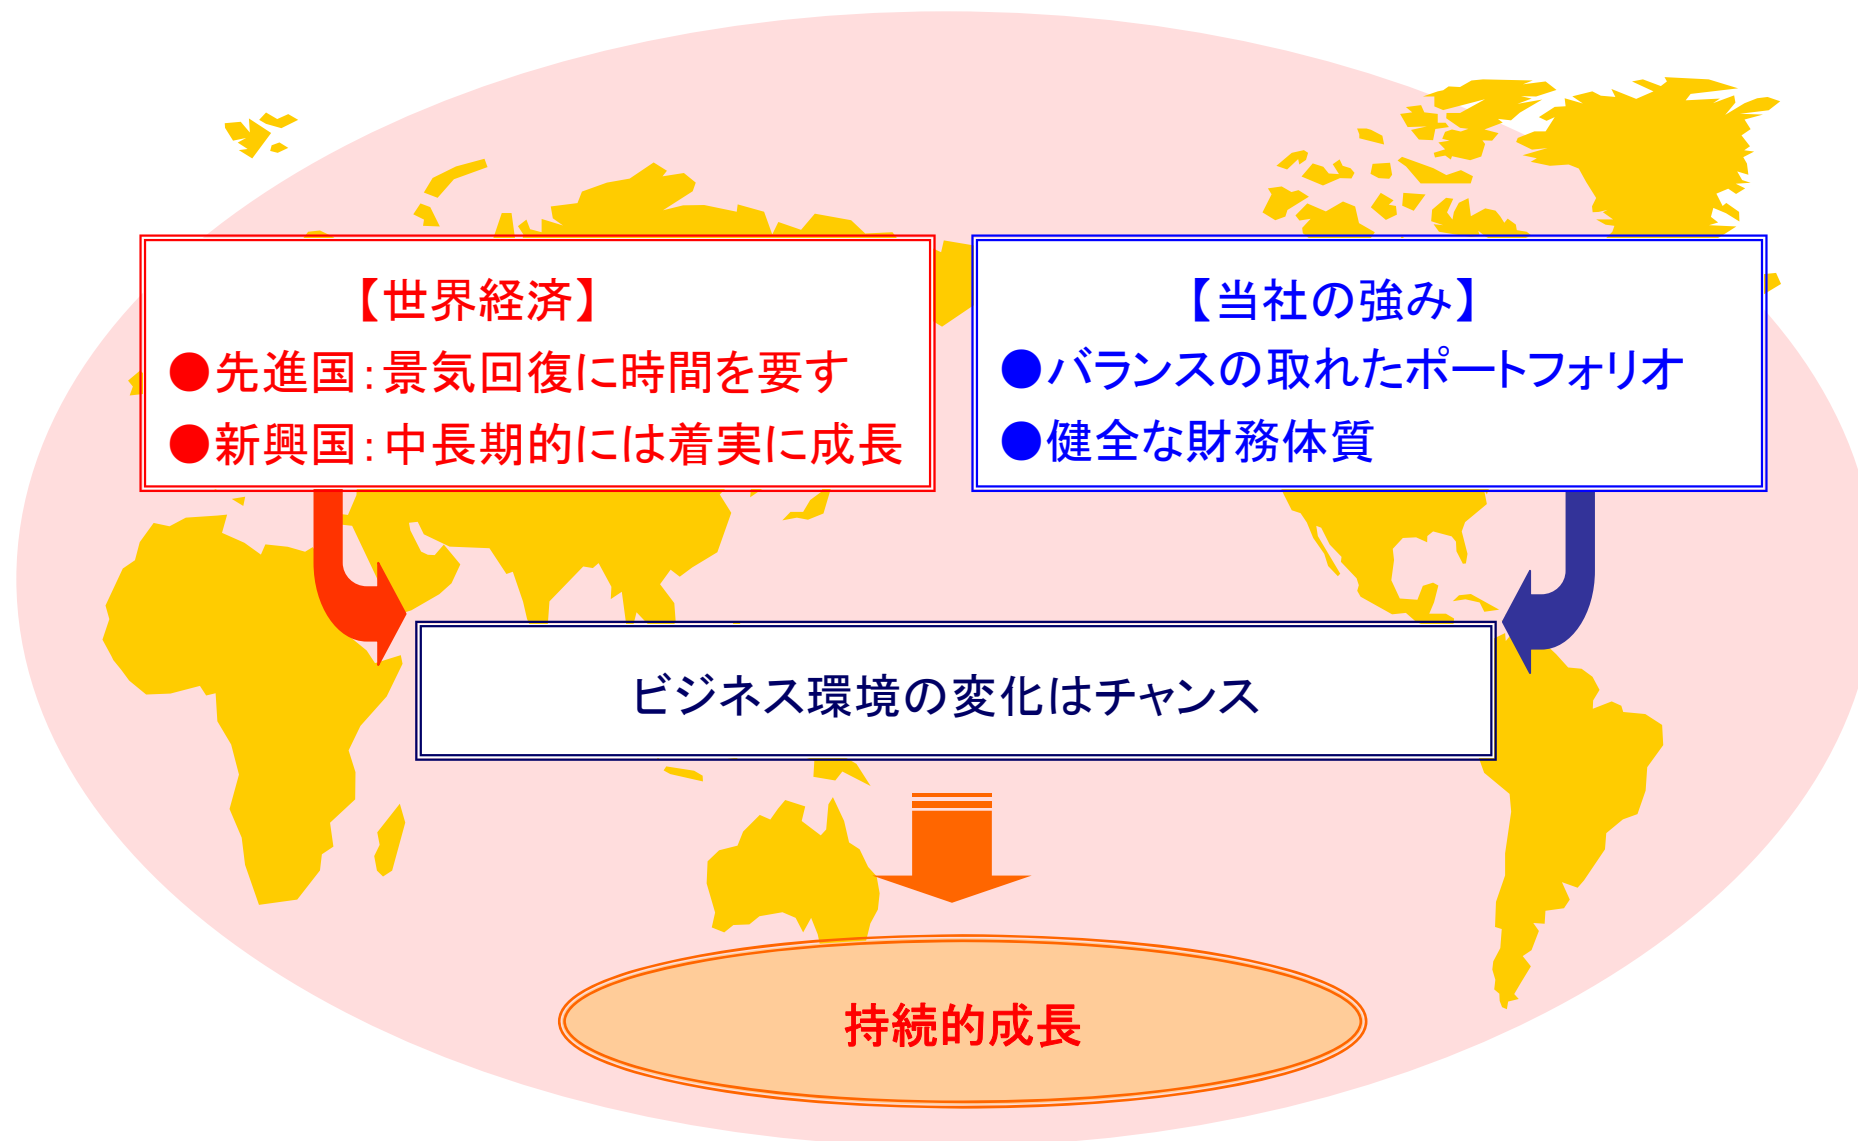 【世界経済】
●先進国：景気回復に時間を要す
●新興国：中長期的には着実に成長
【当社の強み】
●バランスの取れたポートフォリオ
●健全な財務体質
ビジネス環境の変化はチャンス
持続的成長